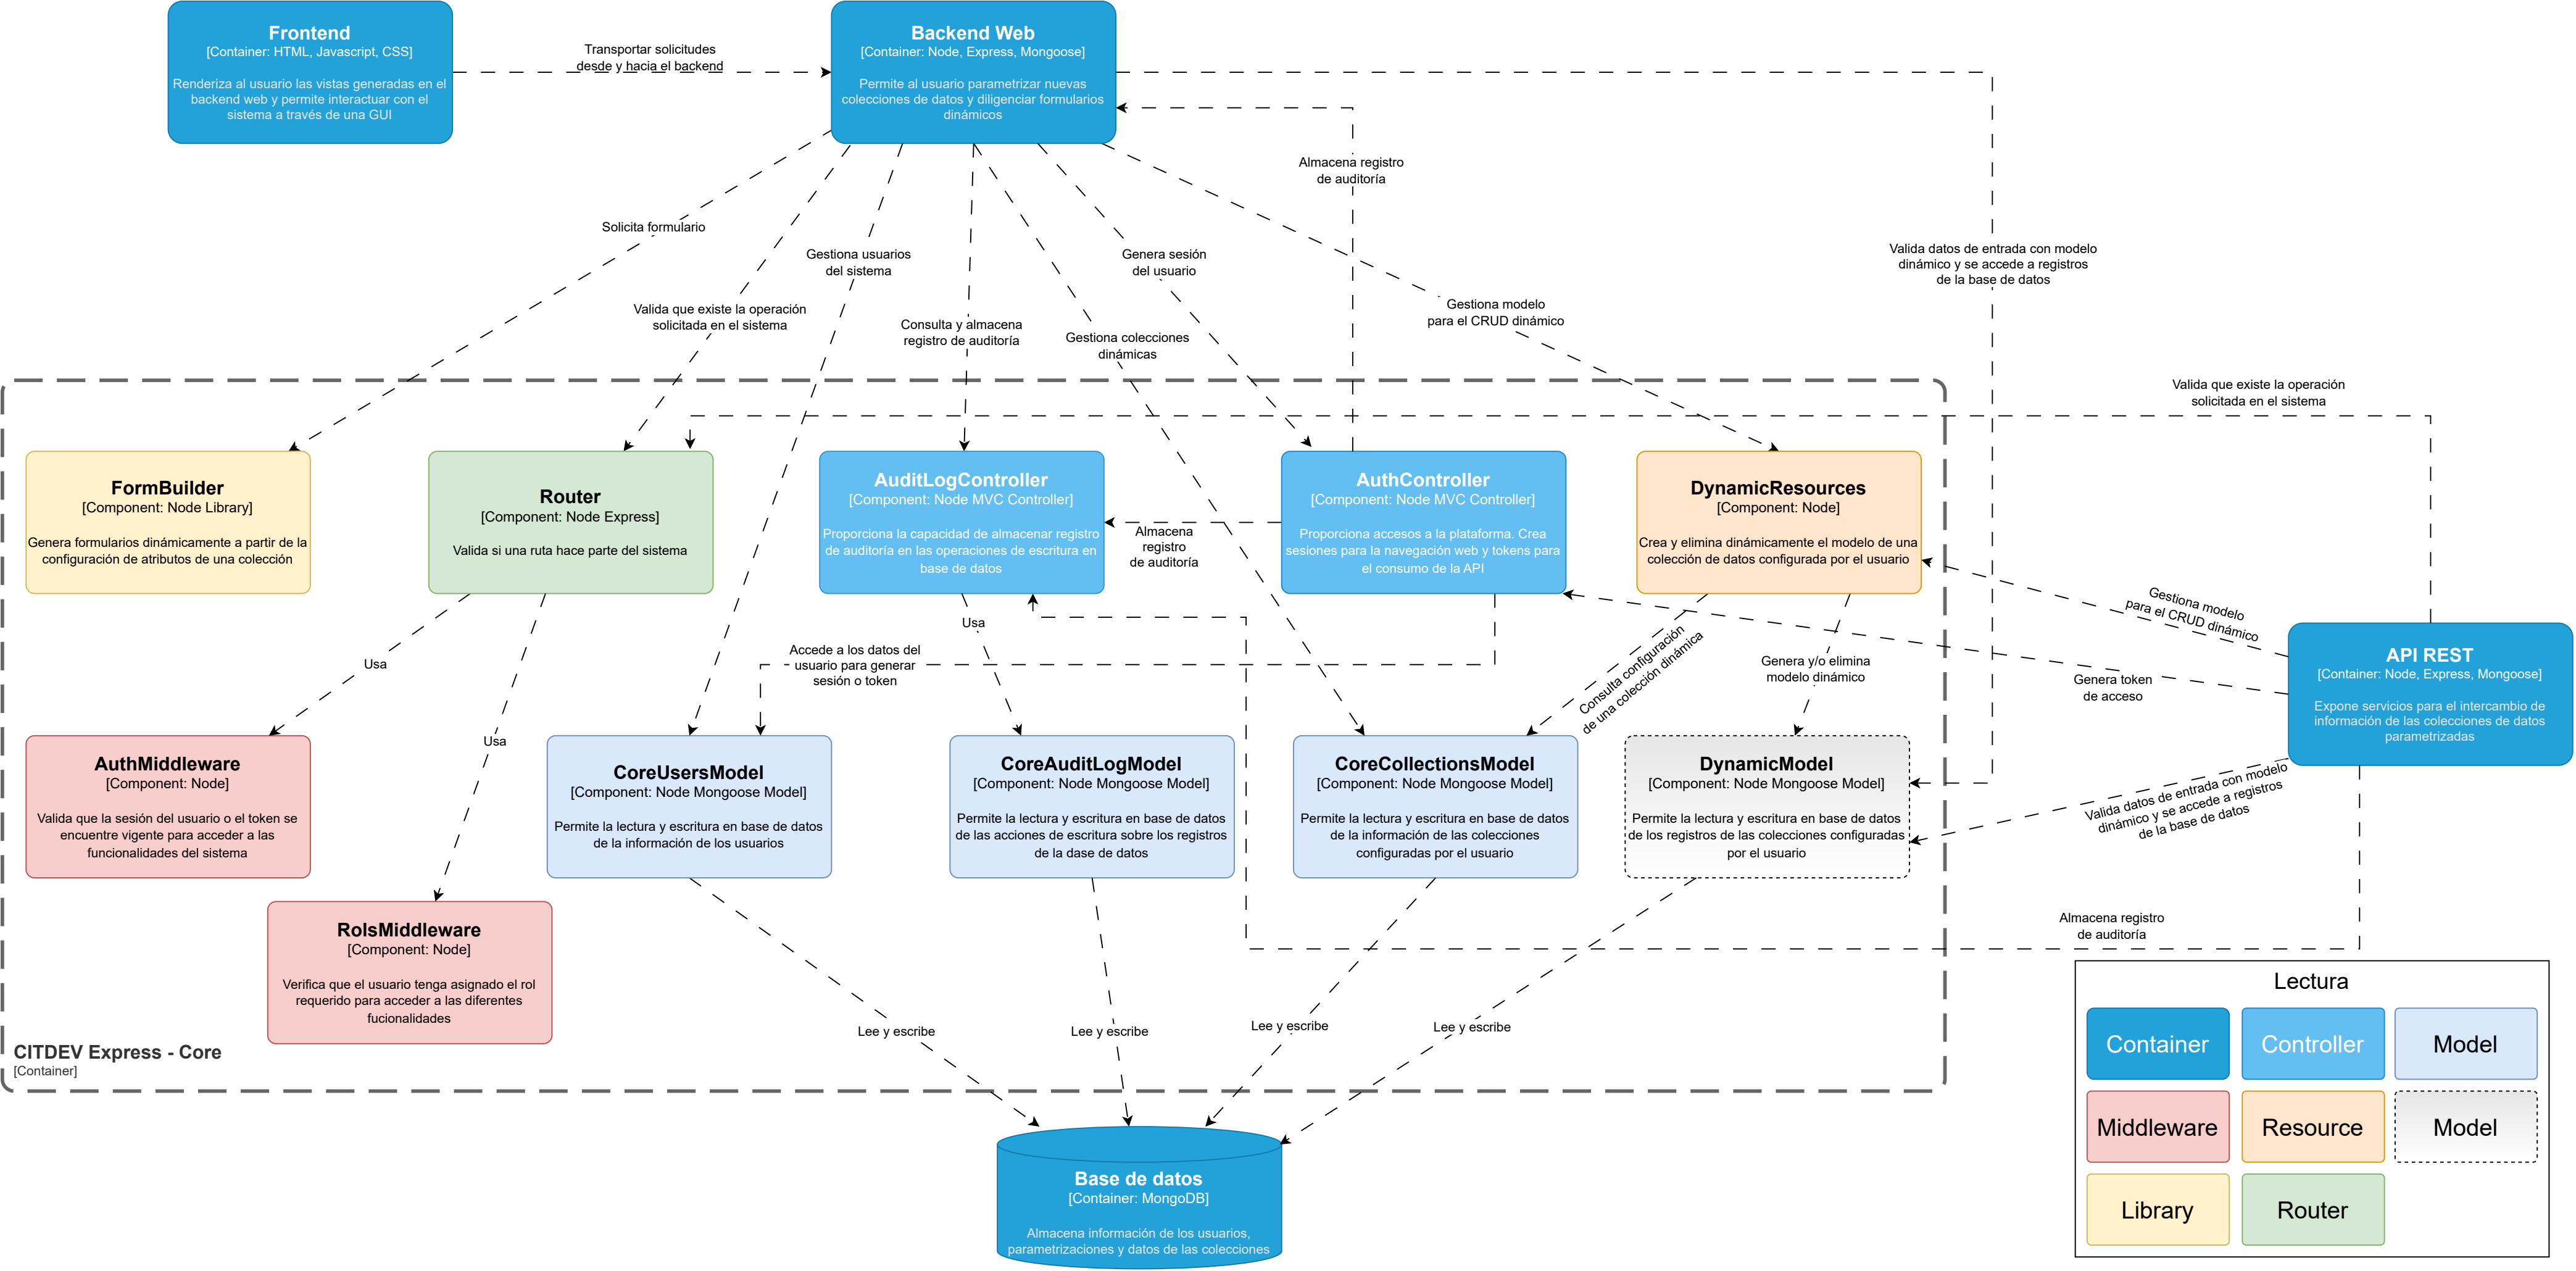 Frontend
[Container: HTML, Javascript, CSS]
Renderiza al usuario las vistas generadas en el
backend web y permite interactuar con el
sistema a través de una GUI
Transportar solicitudes
desde y hacia el backend
Backend Web
[Container: Node, Express, Mongoose]
Permite al usuario parametrizar nuevas
colecciones de datos y diligenciar formularios
dinámicos
Almacena registro
de auditoría
Solicita formulario
Gestiona usuarios
del sistema
Genera sesión
del usuario
Valida datos de entrada con modelo
dinámico y se accede a registros
de la base de datos
Valida que existe la operación
solicitada en el sistema
Consulta y almacena
registro de auditoría
Gestiona colecciones
dinámicas
Gestiona modelo
para el CRUD dinámico
Valida que existe la operación
solicitada en el sistema
FormBuilder
[Component: Node Library]
Genera formularios dinámicamente a partir de la
configuración de atributos de una colección
Router
[Component: Node Express]
Valida si una ruta hace parte del sistema
AuditLogController
[Component: Node MVC Controller]
Proporciona la capacidad de almacenar registro
de auditoría en las operaciones de escritura en
base de datos
Almacena
registro
de auditoría
AuthController
[Component: Node MVC Controller]
Proporciona accesos a la plataforma. Crea
sesiones para la navegación web y tokens para
el consumo de la API
DynamicResources
[Component: Node]
Crea y elimina dinámicamente el modelo de una
colección de datos configurada por el usuario
Gestiona modelo
para el CRUD dinámico
API REST
[Container: Node, Express, Mongoose]
Expone servicios para el intercambio de
información de las colecciones de datos
parametrizadas
Usa
Usa
Accede a los datos del
usuario para generar
sesión o token
Usa
Consulta configuración
de una colección dinámica
Genera y/o elimina
modelo dinámico
Genera token
de acceso
AuthMiddleware
[Component: Node]
Valida que la sesión del usuario o el token se
encuentre vigente para acceder a las
funcionalidades del sistema
CoreUsersModel
[Component: Node Mongoose Model]
Permite la lectura y escritura en base de datos
de la información de los usuarios
CoreAuditLogModel
[Component: Node Mongoose Model]
Permite la lectura y escritura en base de datos
de las acciones de escritura sobre los registros
de la dase de datos
CoreCollectionsModel
[Component: Node Mongoose Model]
Permite la lectura y escritura en base de datos
de la información de las colecciones
configuradas por el usuario
DynamicModel
[Component: Node Mongoose Model]
Permite la lectura y escritura en base de datos
de los registros de las colecciones configuradas
por el usuario
Valida datos de entrada con modelo
dinámico y se accede a registros
de la base de datos
RolsMiddleware
[Component: Node]
Verifica que el usuario tenga asignado el rol
requerido para acceder a las diferentes
fucionalidades
Almacena registro
de auditoría
Lee y escribe
Lee y escribe
Lee y escribe
Lee y escribe
CITDEV Express - Core
[Container]
Base de datos
[Container: MongoDB]
Almacena información de los usuarios,
parametrizaciones y datos de las colecciones
Lectura
Container
Controller
Model
Middleware
Resource
Model
Library
Router